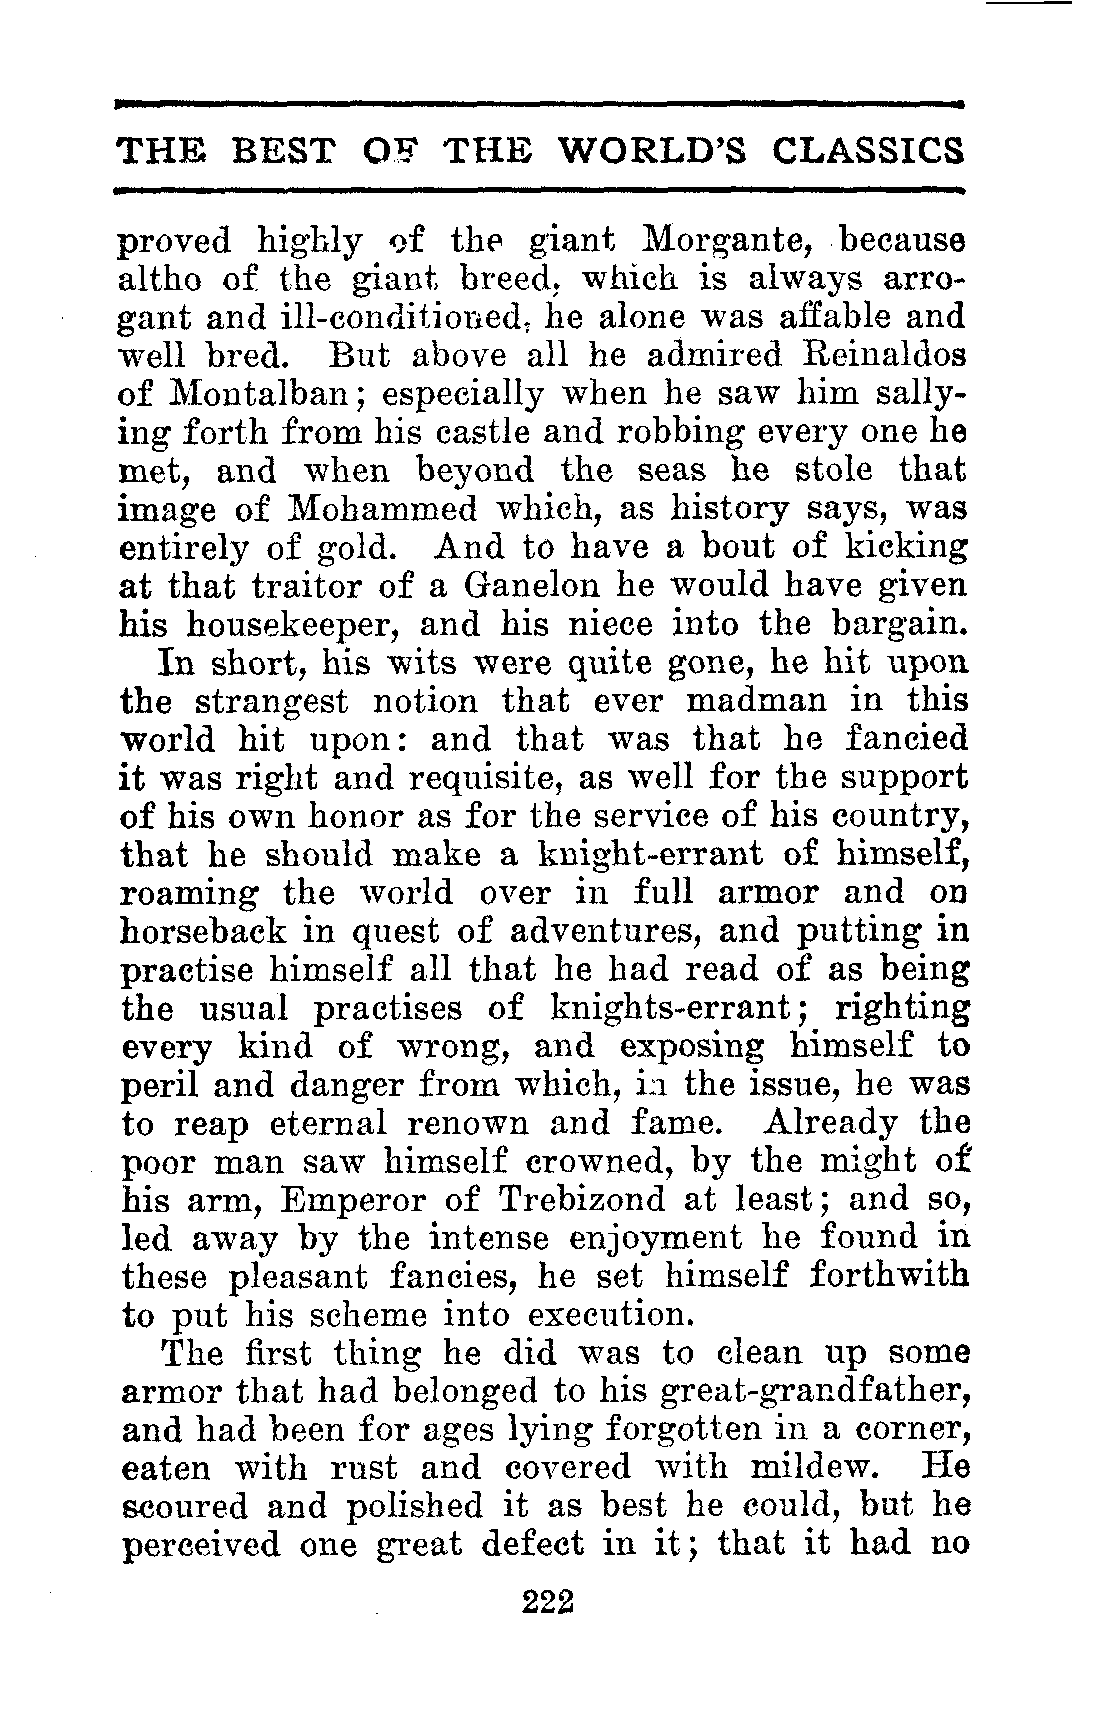 THE BEST OF THE WORLD'S CLASSICS
proved highly of the giant Morgante, because
altho of the giant breed, which is always arro-
gant and ill-conditioned, he alone was affable and
well bred. But above all he admired Reinaldos
of Montalban; especially when he saw him sally-
ing forth from his castle and robbing every one he
met, and when beyond the seas he stole that
image of Mohammed which, as history says, was
entirely of gold. And to have a bout of kicking
at that traitor of a Ganelon he would have given
his housekeeper, and his niece into the bargain.
In short, his wits were quite gone, he hit upon
the strangest notion that ever madman in this
world hit upon: and that was that he fancied
it was right and requisite, as well for the support
of his own honor as for the service of his country,
that he should make a knight-errant of himself,
roaming the world over in full armor and on
horseback in quest of adventures, and putting in
practise himself all that he had read of as being
the usual practises of knights-errant; righting
every kind of wrong, and exposing himself to
peril and danger from which, in the issue, he was
to reap eternal renown and fame. Already the
poor man saw himself crowned, by the might of
his arm, Emperor of Trebizond at least; and so,
led away by the intense enjoyment he found in
these pleasant fancies, he set himself forthwith
to put his scheme into execution.
The first thing he did was to clean up some
armor that had belonged to his great-grandfather,
and had been for ages lying forgotten in a corner,
eaten with rust and covered with mildew. He
scoured and polished it as best he could, but he
perceived one great defect in it; that it had no
222